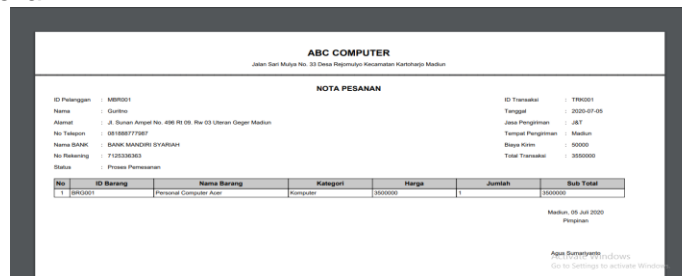 ABC COMPUTER
Jalan Sari Mulya No. 33 Desa Rejomulyo Kecamatan Kartoharjo Madiun
NOTA PESANAN
ID Pelanggan : MBR001 ID Transaksi : TRK001
Nama : Guritno Tanggal : 2020-07-05
Alamat : Jl. Sunan Ampel No. 496 Rt 09. Rw 03 Uteran Geger Madiun Jasa Pengiriman : J&T
No Telepon : 081888777987 Tempat Pengiriman : Madiun
Nama BANK : BANK MANDIRI SYARIAH Biaya Kirim : 50000
No Rekening : 7125336363 Total Transaksi : 3550000
Status : Proses Pemesanan
No ID Barang Nama Barang Kategori Harga Jumlah Sub Total
1 BRG001 Personal Computer Acer Komputer 3500000 1 3500000
Madiun, 05 Juli 2020
Pimpinan
Agus Sumariyanto
Activate Windows
Go to Settings to activate Windows